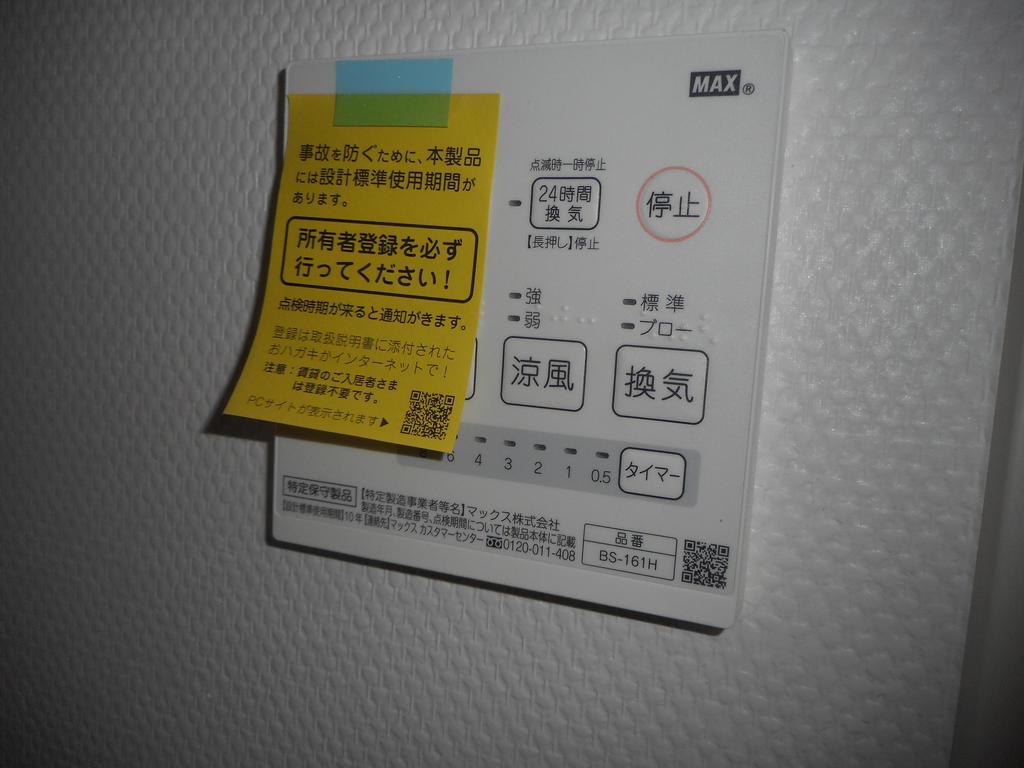 MAX®
事故を防ぐために、本製品
には設計標準使用期間が
あります。
所有者登録を必ず
行ってください！
点検時期が来ると通知がきます。
登録は取扱説明書に添付された
おハガキかインターネットで！
注意：賃貸のご入居者さま
は登録不要です。
PCサイトが表示されます▶
点滅時一時停止
24時間
換気
【長押し】停止
停止
強
弱
涼風
標準
ブロー
換気
6 4 3 2 1 0.5
タイマー
特定保守製品
【特定製造事業者等名】マックス株式会社
製造年月、製造番号、点検期間については製品本体に記載
【設計標準使用期間】10年【連絡先】マックス カスタマーセンター 0120-011-408
品番
BS-161H